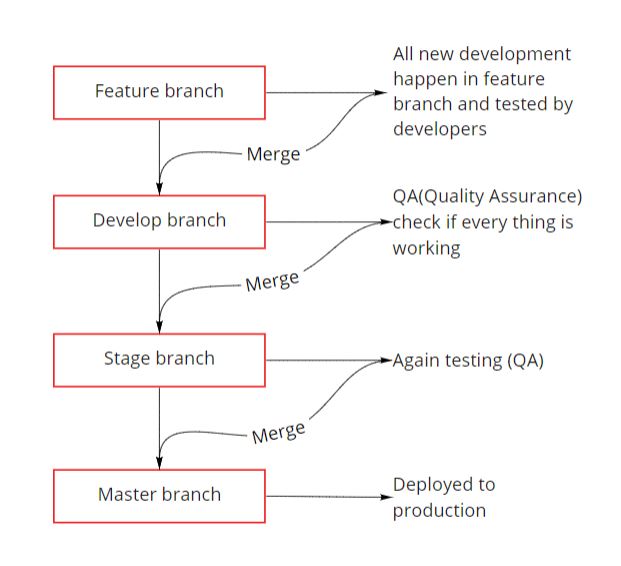 All new development
happen in feature
branch and tested by
developers
Feature branch
Merge
QA(Quality Assurance)
check if every thing is
working
Develop branch
Merge
Stage branch
Again testing (QA)
Merge
Master branch
Deployed to
production